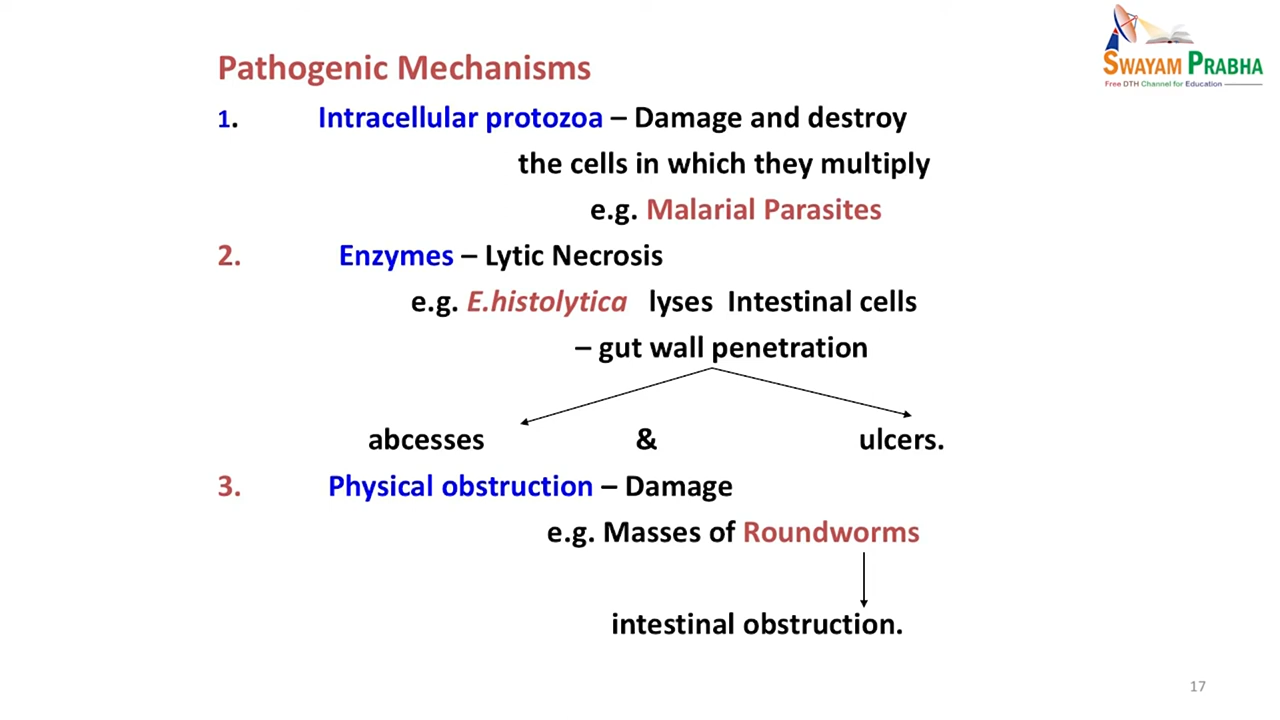 SWAYAM PRABHA
Free DTH Channel for Education
Pathogenic Mechanisms
1. Intracellular protozoa – Damage and destroy
the cells in which they multiply
e.g. Malarial Parasites
2. Enzymes – Lytic Necrosis
e.g. E.histolytica lyses Intestinal cells
– gut wall penetration
abcesses & ulcers.
3. Physical obstruction – Damage
e.g. Masses of Roundworms
intestinal obstruction.
17